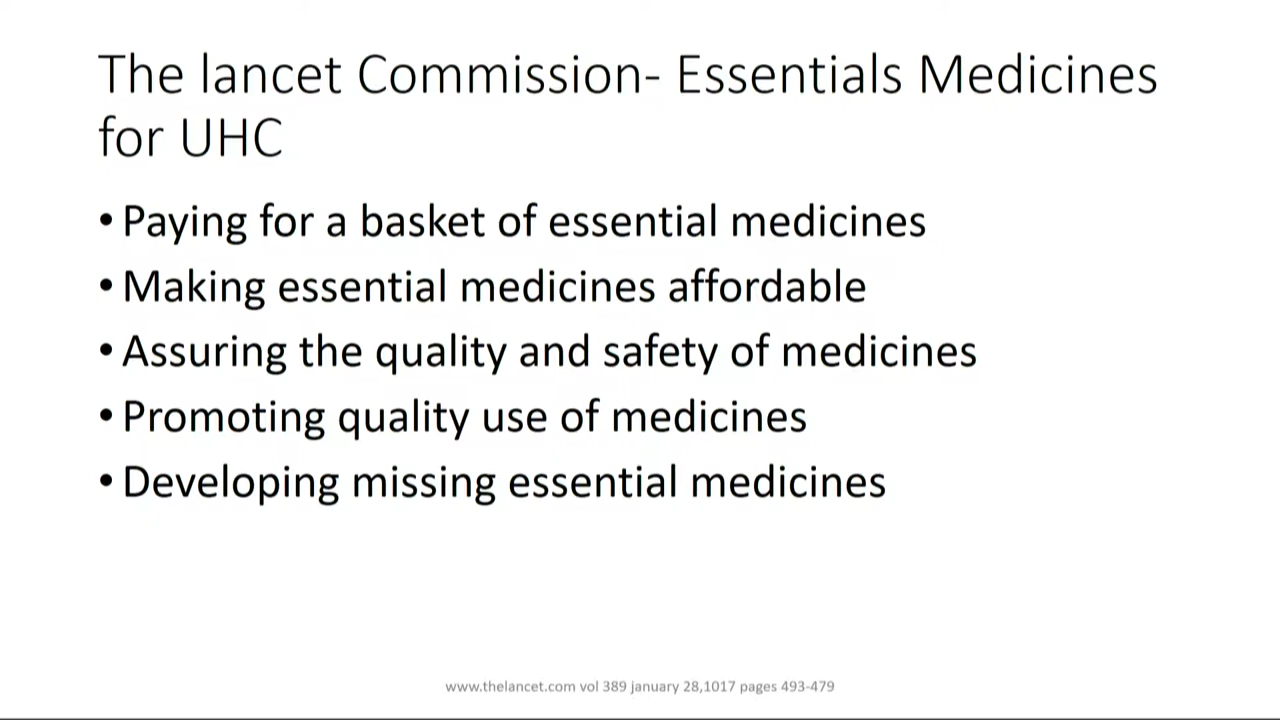 The lancet Commission- Essentials Medicines
for UHC
• Paying for a basket of essential medicines
• Making essential medicines affordable
• Assuring the quality and safety of medicines
• Promoting quality use of medicines
• Developing missing essential medicines
www.thelancet.com vol 389 january 28,1017 pages 493-479